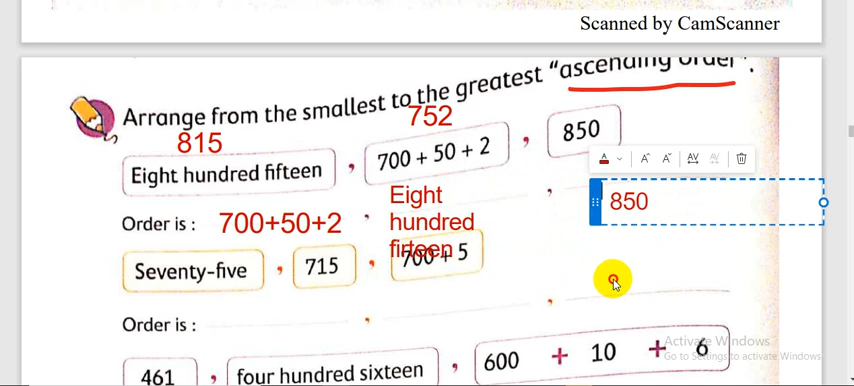 Scanned by CamScanner
Arrange from the smallest to the greatest "ascending order".
815 752
Eight hundred fifteen , 700 + 50 + 2 , 850
850
Order is : 700+50+2 , Eight hundred firteen ,
Seventy-five , 715 , 700 + 5
Order is : , ,
461 , four hundred sixteen , 600 + 10 + 6
Activate Windows
Go to Settings to activate Windows.